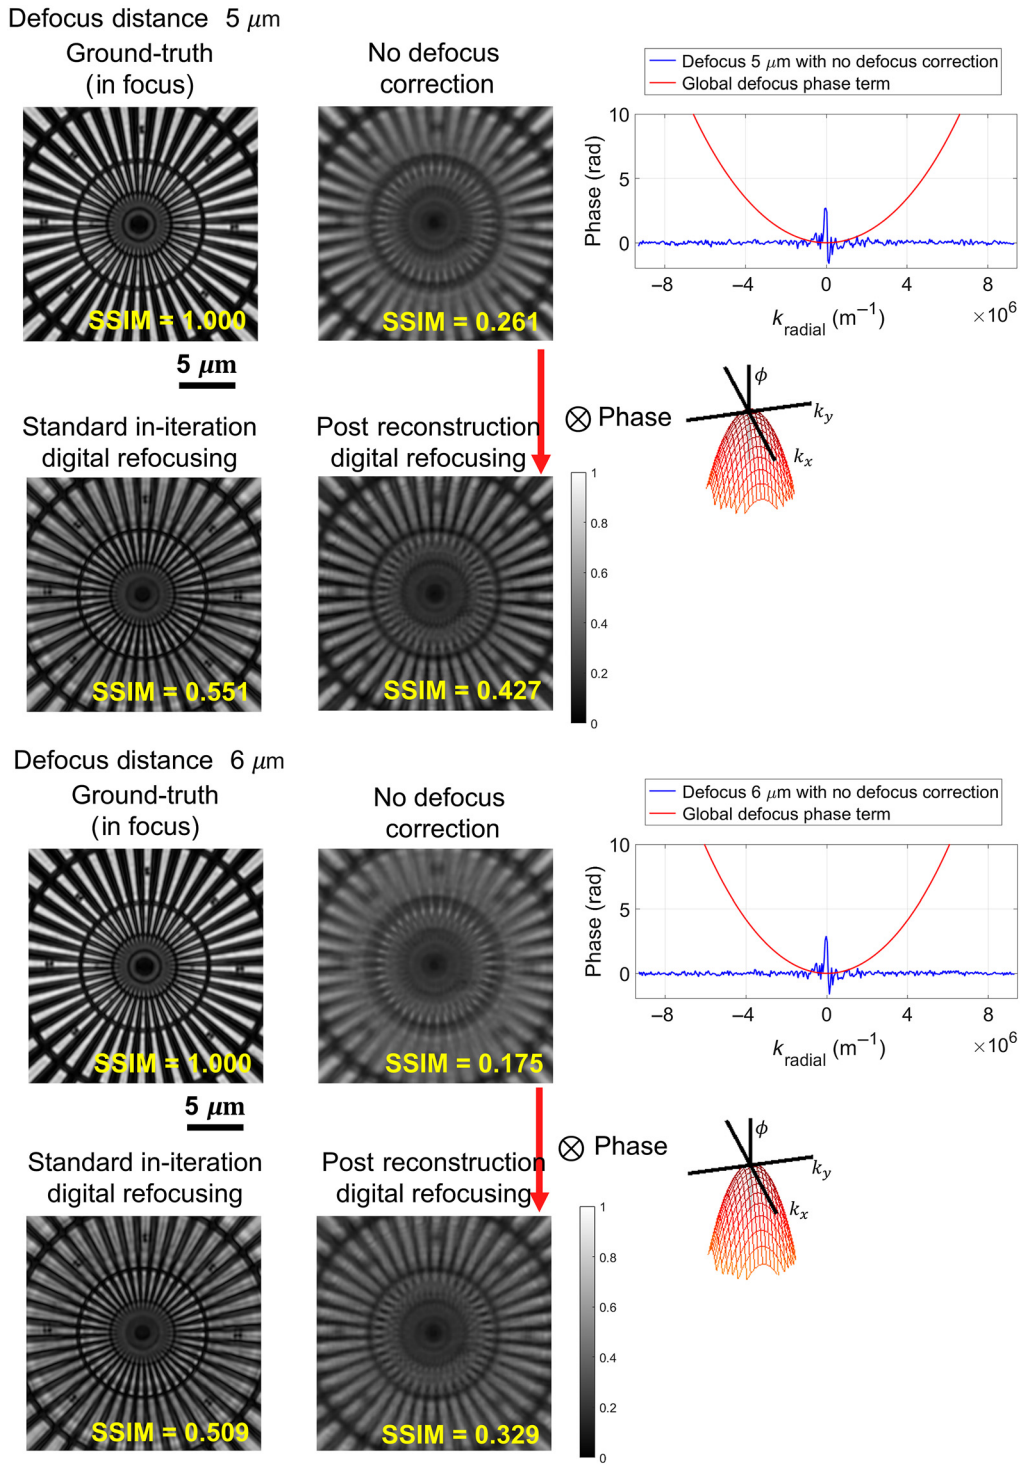 Defocus distance 5 μm
Ground-truth
(in focus)
No defocus
correction
Defocus 5 μm with no defocus correction
Global defocus phase term
SSIM = 1.000
SSIM = 0.261
10
5
0
Phase (rad)
−8
−4
0
4
8
k_radial (m⁻¹)
×10⁶
5 μm
Standard in-iteration
digital refocusing
Post reconstruction
digital refocusing
⊗ Phase
ϕ
k_y
k_x
SSIM = 0.551
SSIM = 0.427
1
0.8
0.6
0.4
0.2
0
Defocus distance 6 μm
Ground-truth
(in focus)
No defocus
correction
Defocus 6 μm with no defocus correction
Global defocus phase term
SSIM = 1.000
SSIM = 0.175
10
5
0
Phase (rad)
−8
−4
0
4
8
k_radial (m⁻¹)
×10⁶
5 μm
Standard in-iteration
digital refocusing
Post reconstruction
digital refocusing
⊗ Phase
ϕ
k_y
k_x
SSIM = 0.509
SSIM = 0.329
1
0.8
0.6
0.4
0.2
0